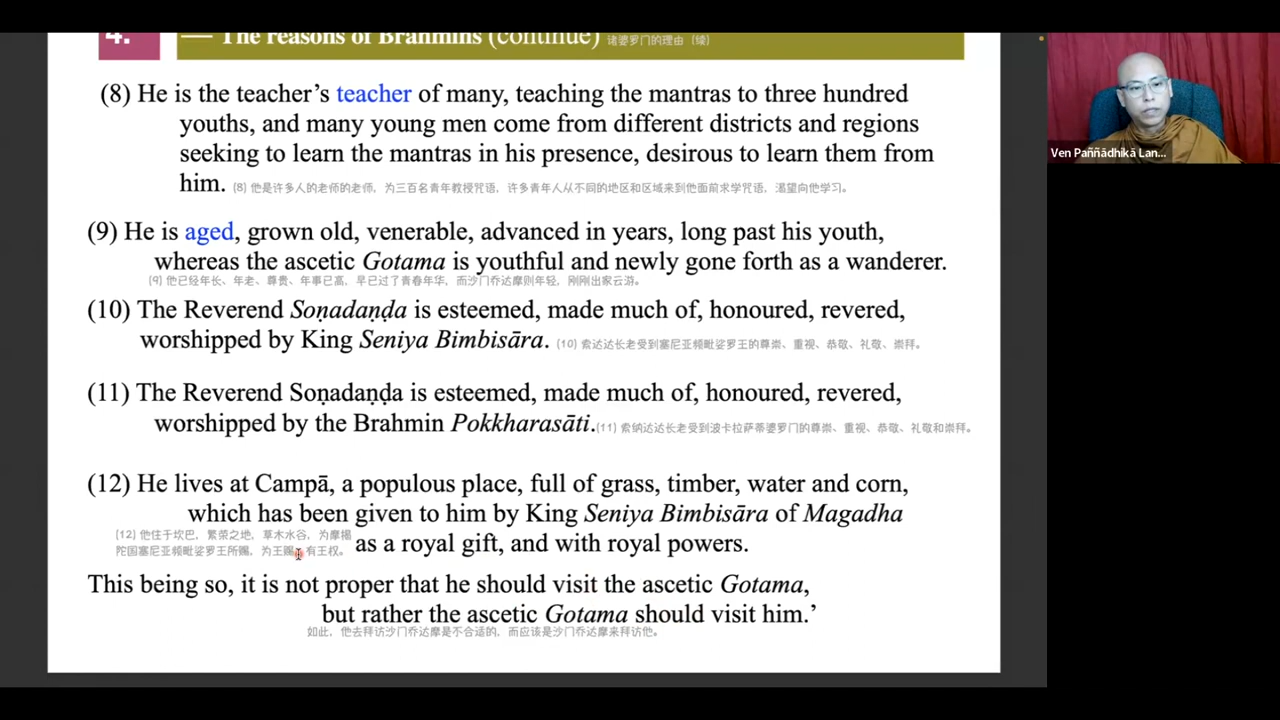 4.
— The reasons of Brahmins (continue) 诸婆罗门的理由 (续)
(8) He is the teacher’s teacher of many, teaching the mantras to three hundred
youths, and many young men come from different districts and regions
seeking to learn the mantras in his presence, desirous to learn them from
him. (8) 他是许多人的老师的老师，为三百名青年教授咒语，许多青年人从不同的地区和区域来到他面前求学咒语，渴望向他学习。
(9) He is aged, grown old, venerable, advanced in years, long past his youth,
whereas the ascetic Gotama is youthful and newly gone forth as a wanderer.
(9) 他已经年长、年老、尊贵、年事已高，早已过了青春年华，而沙门乔达摩则年轻，刚刚出家云游。
(10) The Reverend Soṇadaṇḍa is esteemed, made much of, honoured, revered,
worshipped by King Seniya Bimbisāra. (10) 索达达长老受到塞尼亚频毗娑罗王的尊崇、重视、恭敬、礼敬、崇拜。
(11) The Reverend Soṇadaṇḍa is esteemed, made much of, honoured, revered,
worshipped by the Brahmin Pokkharasāti. (11) 索纳达达长老受到波卡拉萨蒂婆罗门的尊崇、重视、恭敬、礼敬和崇拜。
(12) He lives at Campā, a populous place, full of grass, timber, water and corn,
which has been given to him by King Seniya Bimbisāra of Magadha
(12) 他住于坎巴，繁荣之地，草木水谷，为摩揭
陀国塞尼亚频毗娑罗王所赐，为王赐 有王权。
as a royal gift, and with royal powers.
This being so, it is not proper that he should visit the ascetic Gotama,
but rather the ascetic Gotama should visit him.’
如此，他去拜访沙门乔达摩是不合适的，而应该是沙门乔达摩来拜访他。
Ven Paññādhikā Lan...